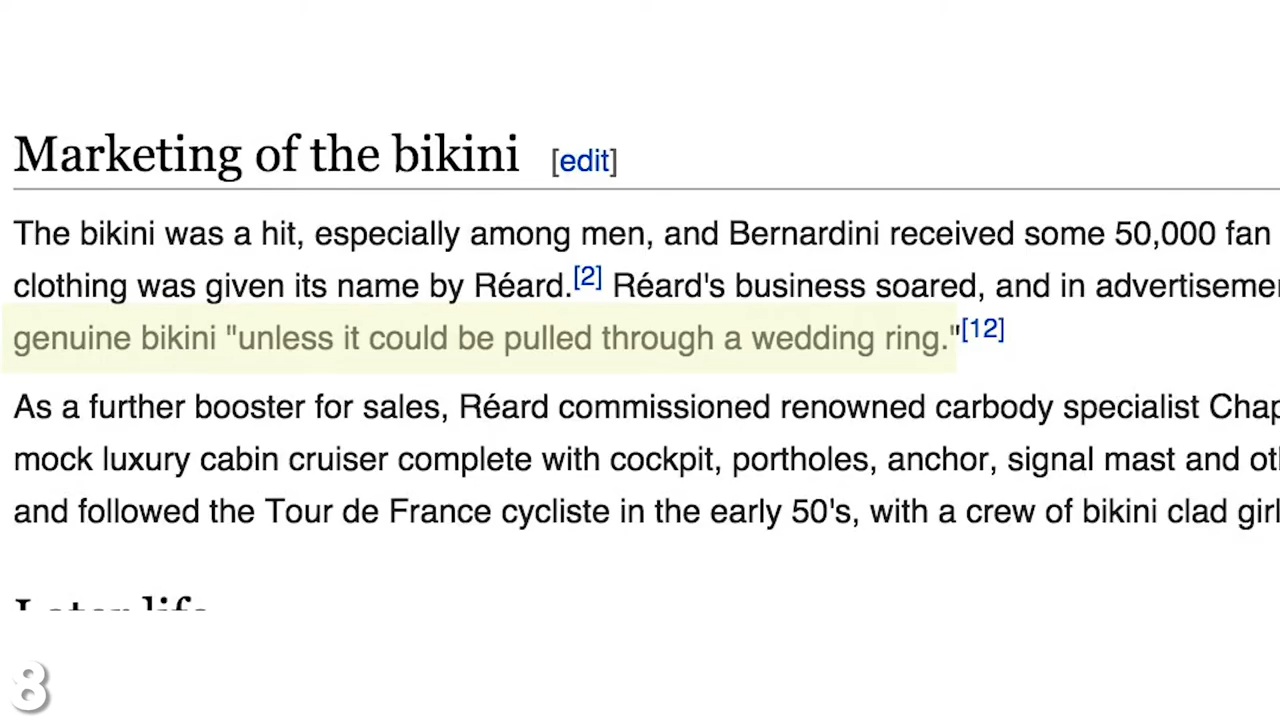 Marketing of the bikini [edit]
The bikini was a hit, especially among men, and Bernardini received some 50,000 fan
clothing was given its name by Réard.[2] Réard's business soared, and in
genuine bikini "unless it could be pulled through a wedding ring."[12]
As a further booster for sales, Réard commissioned renowned carbody specialist
mock luxury cabin cruiser complete with cockpit, portholes, anchor, signal mast and
and followed the Tour de France cycliste in the early 50's, with a crew of bikini clad
Later life
8